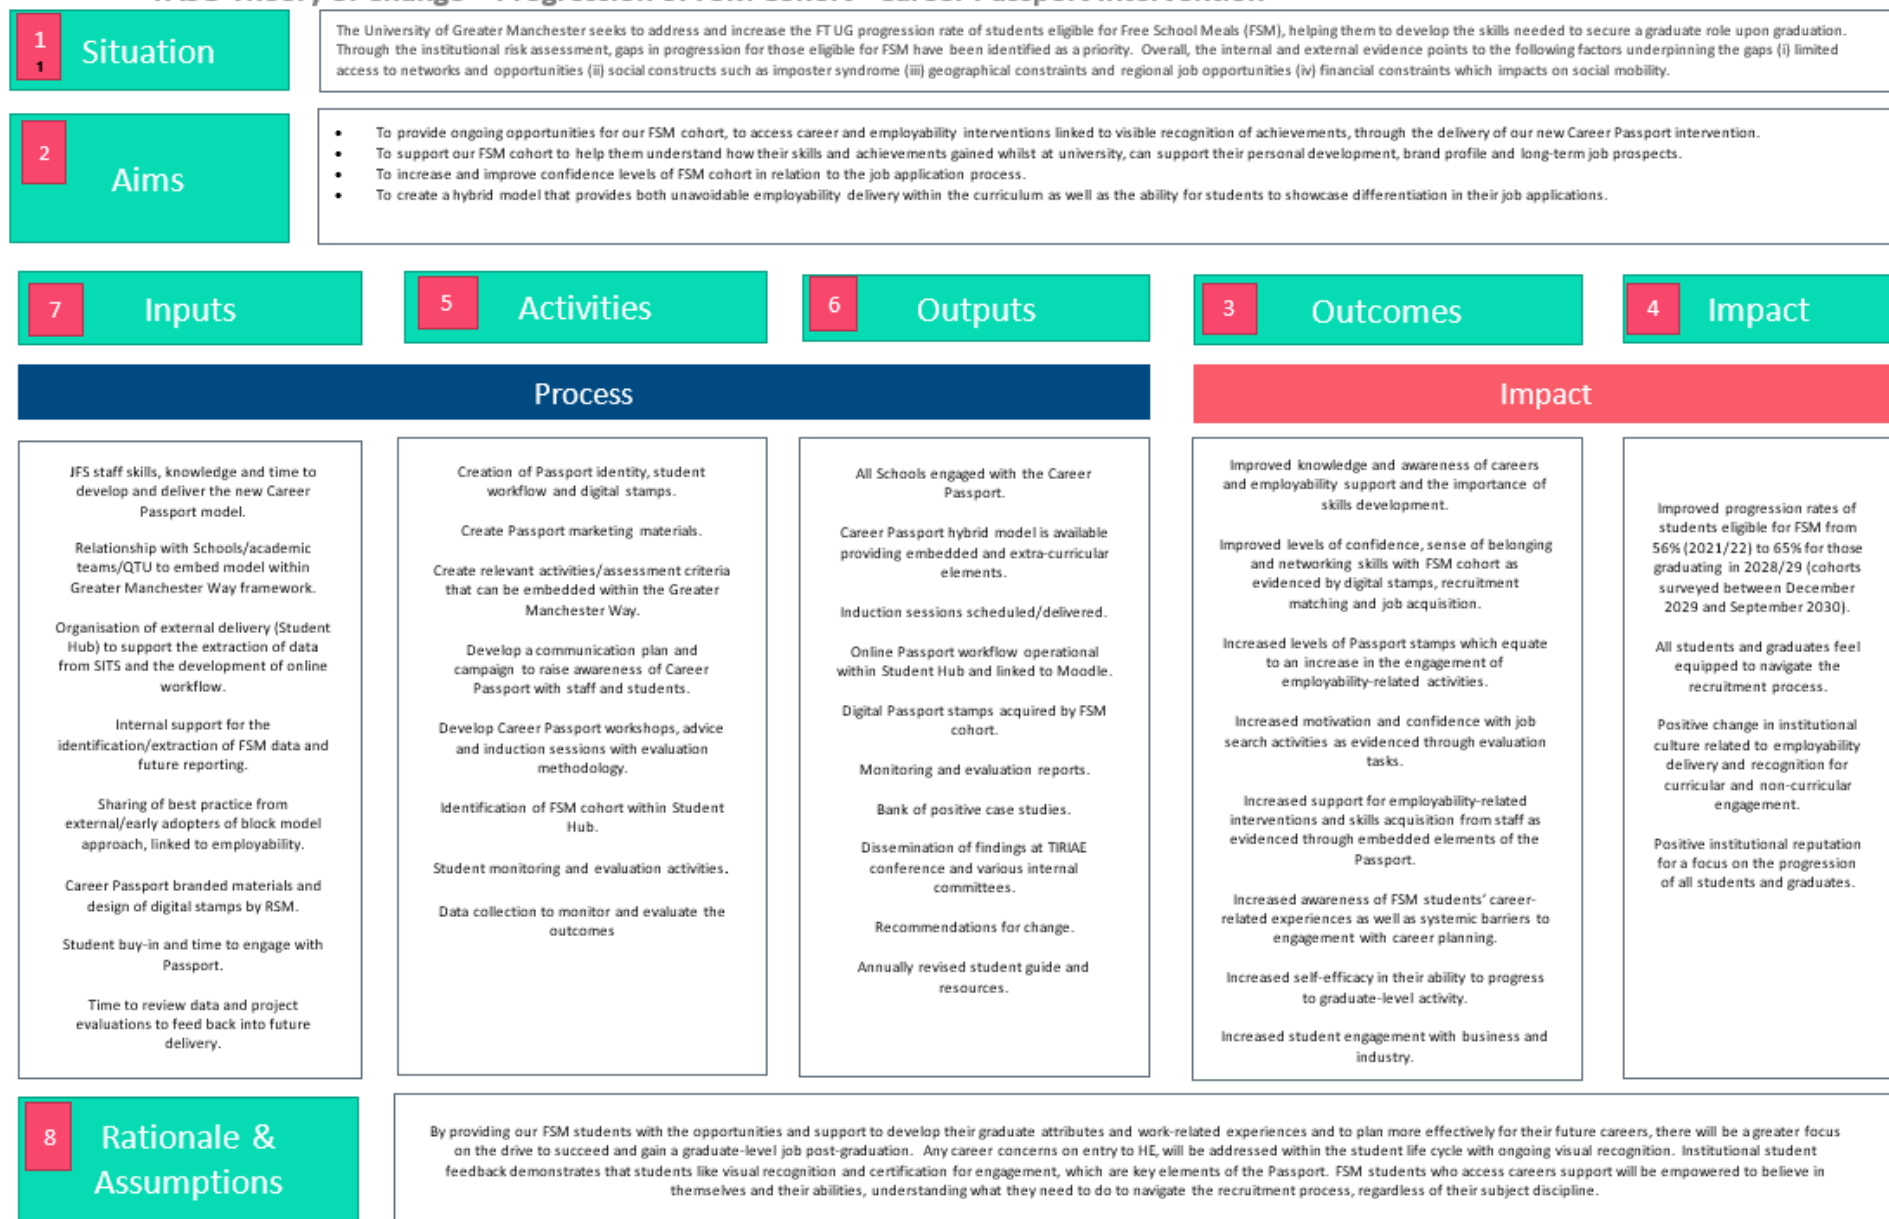 TASO Theory of Change – Progression of FSM Cohort - Career Passport Intervention
1
1
Situation
The University of Greater Manchester seeks to address and increase the FT UG progression rate of students eligible for Free School Meals (FSM), helping them to develop the skills needed to secure a graduate role upon graduation.
Through the institutional risk assessment, gaps in progression for those eligible for FSM have been identified as a priority. Overall, the internal and external evidence points to the following factors underpinning the gaps (i) limited
access to networks and opportunities (ii) social constructs such as imposter syndrome (iii) geographical constraints and regional job opportunities (iv) financial constraints which impacts on social mobility.
2
Aims
• To provide ongoing opportunities for our FSM cohort, to access career and employability interventions linked to visible recognition of achievements, through the delivery of our new Career Passport intervention.
• To support our FSM cohort to help them understand how their skills and achievements gained whilst at university, can support their personal development, brand profile and long-term job prospects.
• To increase and improve confidence levels of FSM cohort in relation to the job application process.
• To create a hybrid model that provides both unavoidable employability delivery within the curriculum as well as the ability for students to showcase differentiation in their job applications.
7
Inputs
5
Activities
6
Outputs
3
Outcomes
4
Impact
Process
Impact
JFS staff skills, knowledge and time to
develop and deliver the new Career
Passport model.
Relationship with Schools/academic
teams/QTU to embed model within
Greater Manchester Way framework.
Organisation of external delivery (Student
Hub) to support the extraction of data
from SITS and the development of online
workflow.
Internal support for the
identification/extraction of FSM data and
future reporting.
Sharing of best practice from
external/early adopters of block model
approach, linked to employability.
Career Passport branded materials and
design of digital stamps by RSM.
Student buy-in and time to engage with
Passport.
Time to review data and project
evaluations to feed back into future
delivery.
Creation of Passport identity, student
workflow and digital stamps.
Create Passport marketing materials.
Create relevant activities/assessment criteria
that can be embedded within the Greater
Manchester Way.
Develop a communication plan and
campaign to raise awareness of Career
Passport with staff and students.
Develop Career Passport workshops, advice
and induction sessions with evaluation
methodology.
Identification of FSM cohort within Student
Hub.
Student monitoring and evaluation activities.
Data collection to monitor and evaluate the
outcomes
All Schools engaged with the Career
Passport.
Career Passport hybrid model is available
providing embedded and extra-curricular
elements.
Induction sessions scheduled/delivered.
Online Passport workflow operational
within Student Hub and linked to Moodle.
Digital Passport stamps acquired by FSM
cohort.
Monitoring and evaluation reports.
Bank of positive case studies.
Dissemination of findings at TIRIAE
conference and various internal
committees.
Recommendations for change.
Annually revised student guide and
resources.
Improved knowledge and awareness of careers
and employability support and the importance of
skills development.
Improved levels of confidence, sense of belonging
and networking skills with FSM cohort as
evidenced by digital stamps, recruitment
matching and job acquisition.
Increased levels of Passport stamps which equate
to an increase in the engagement of
employability-related activities.
Increased motivation and confidence with job
search activities as evidenced through evaluation
tasks.
Increased support for employability-related
interventions and skills acquisition from staff as
evidenced through embedded elements of the
Passport.
Increased awareness of FSM students' career-
related experiences as well as systemic barriers to
engagement with career planning.
Increased self-efficacy in their ability to progress
to graduate-level activity.
Increased student engagement with business and
industry.
Improved progression rates of
students eligible for FSM from
56% (2021/22) to 65% for those
graduating in 2028/29 (cohorts
surveyed between December
2029 and September 2030).
All students and graduates feel
equipped to navigate the
recruitment process.
Positive change in institutional
culture related to employability
delivery and recognition for
curricular and non-curricular
engagement.
Positive institutional reputation
for a focus on the progression
of all students and graduates.
8
Rationale &
Assumptions
By providing our FSM students with the opportunities and support to develop their graduate attributes and work-related experiences and to plan more effectively for their future careers, there will be a greater focus
on the drive to succeed and gain a graduate-level job post-graduation. Any career concerns on entry to HE, will be addressed within the student life cycle with ongoing visual recognition. Institutional student
feedback demonstrates that students like visual recognition and certification for engagement, which are key elements of the Passport. FSM students who access careers support will be empowered to believe in
themselves and their abilities, understanding what they need to do to navigate the recruitment process, regardless of their subject discipline.